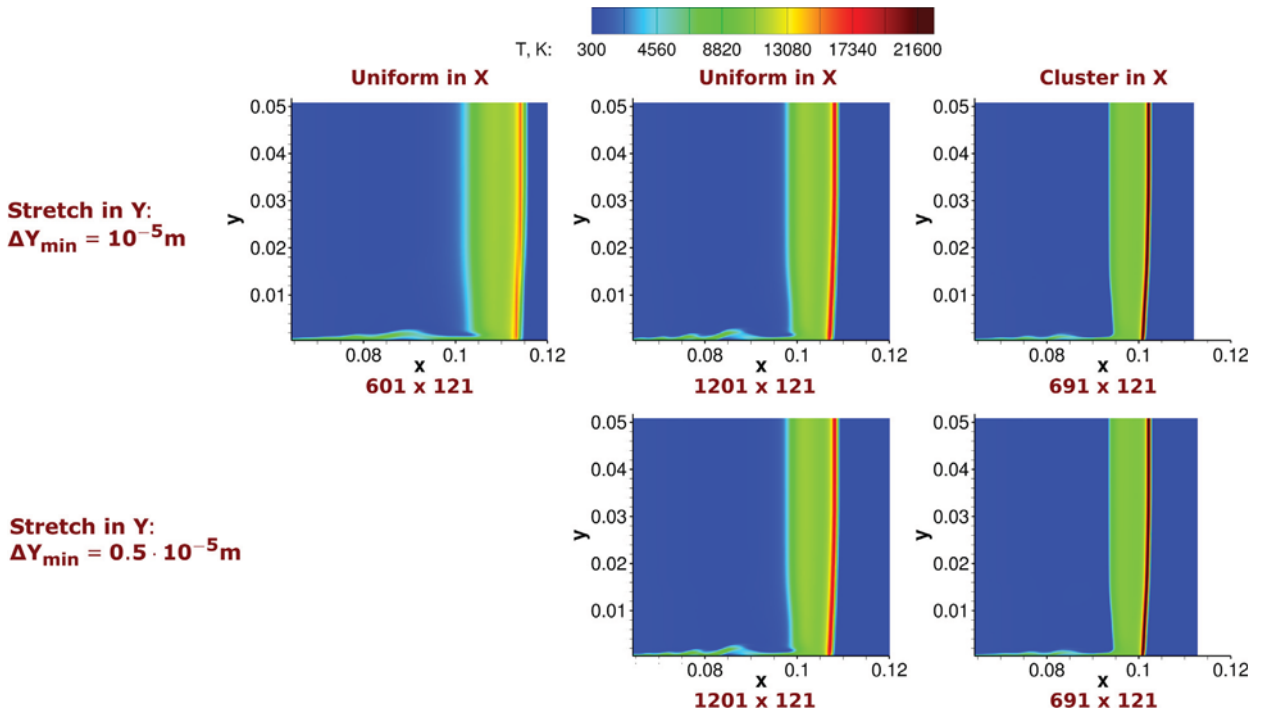 T, K: 300 4560 8820 13080 17340 21600
Uniform in X
Uniform in X
Cluster in X
Stretch in Y:
ΔYmin = 10⁻⁵m
0.05
0.04
0.03
0.02
0.01
y
0.08 0.1 0.12
x
601 x 121
0.05
0.04
0.03
0.02
0.01
y
0.08 0.1 0.12
x
1201 x 121
0.05
0.04
0.03
0.02
0.01
y
0.08 0.1 0.12
x
691 x 121
Stretch in Y:
ΔYmin = 0.5 · 10⁻⁵m
0.05
0.04
0.03
0.02
0.01
y
0.08 0.1 0.12
x
1201 x 121
0.05
0.04
0.03
0.02
0.01
y
0.08 0.1 0.12
x
691 x 121